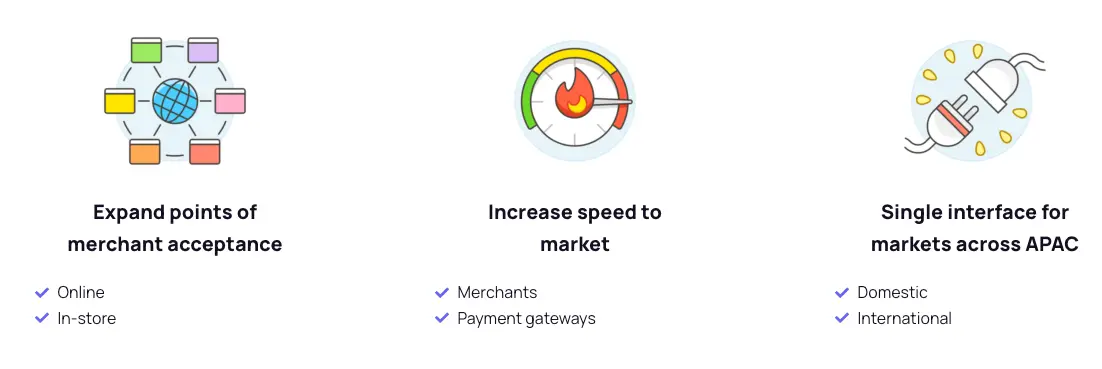 Expand points of
merchant acceptance
Online
In-store
Increase speed to
market
Merchants
Payment gateways
Single interface for
markets across APAC
Domestic
International